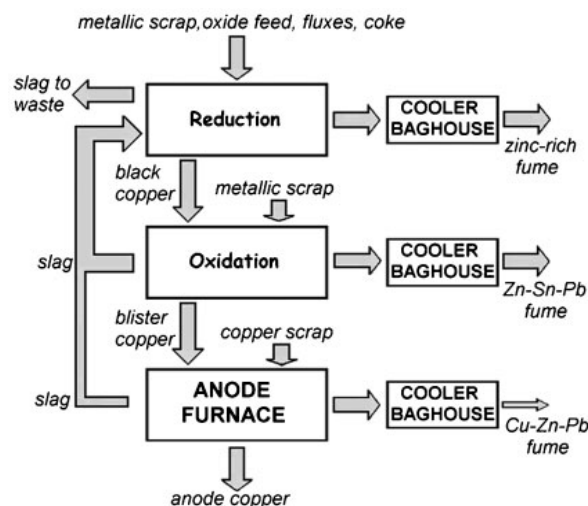 metallic scrap, oxide feed, fluxes, coke
slag to
waste
Reduction
COOLER
BAGHOUSE
zinc-rich
fume
black
copper
metallic scrap
slag
Oxidation
COOLER
BAGHOUSE
Zn-Sn-Pb
fume
blister
copper
copper scrap
slag
ANODE
FURNACE
COOLER
BAGHOUSE
Cu-Zn-Pb
fume
anode copper